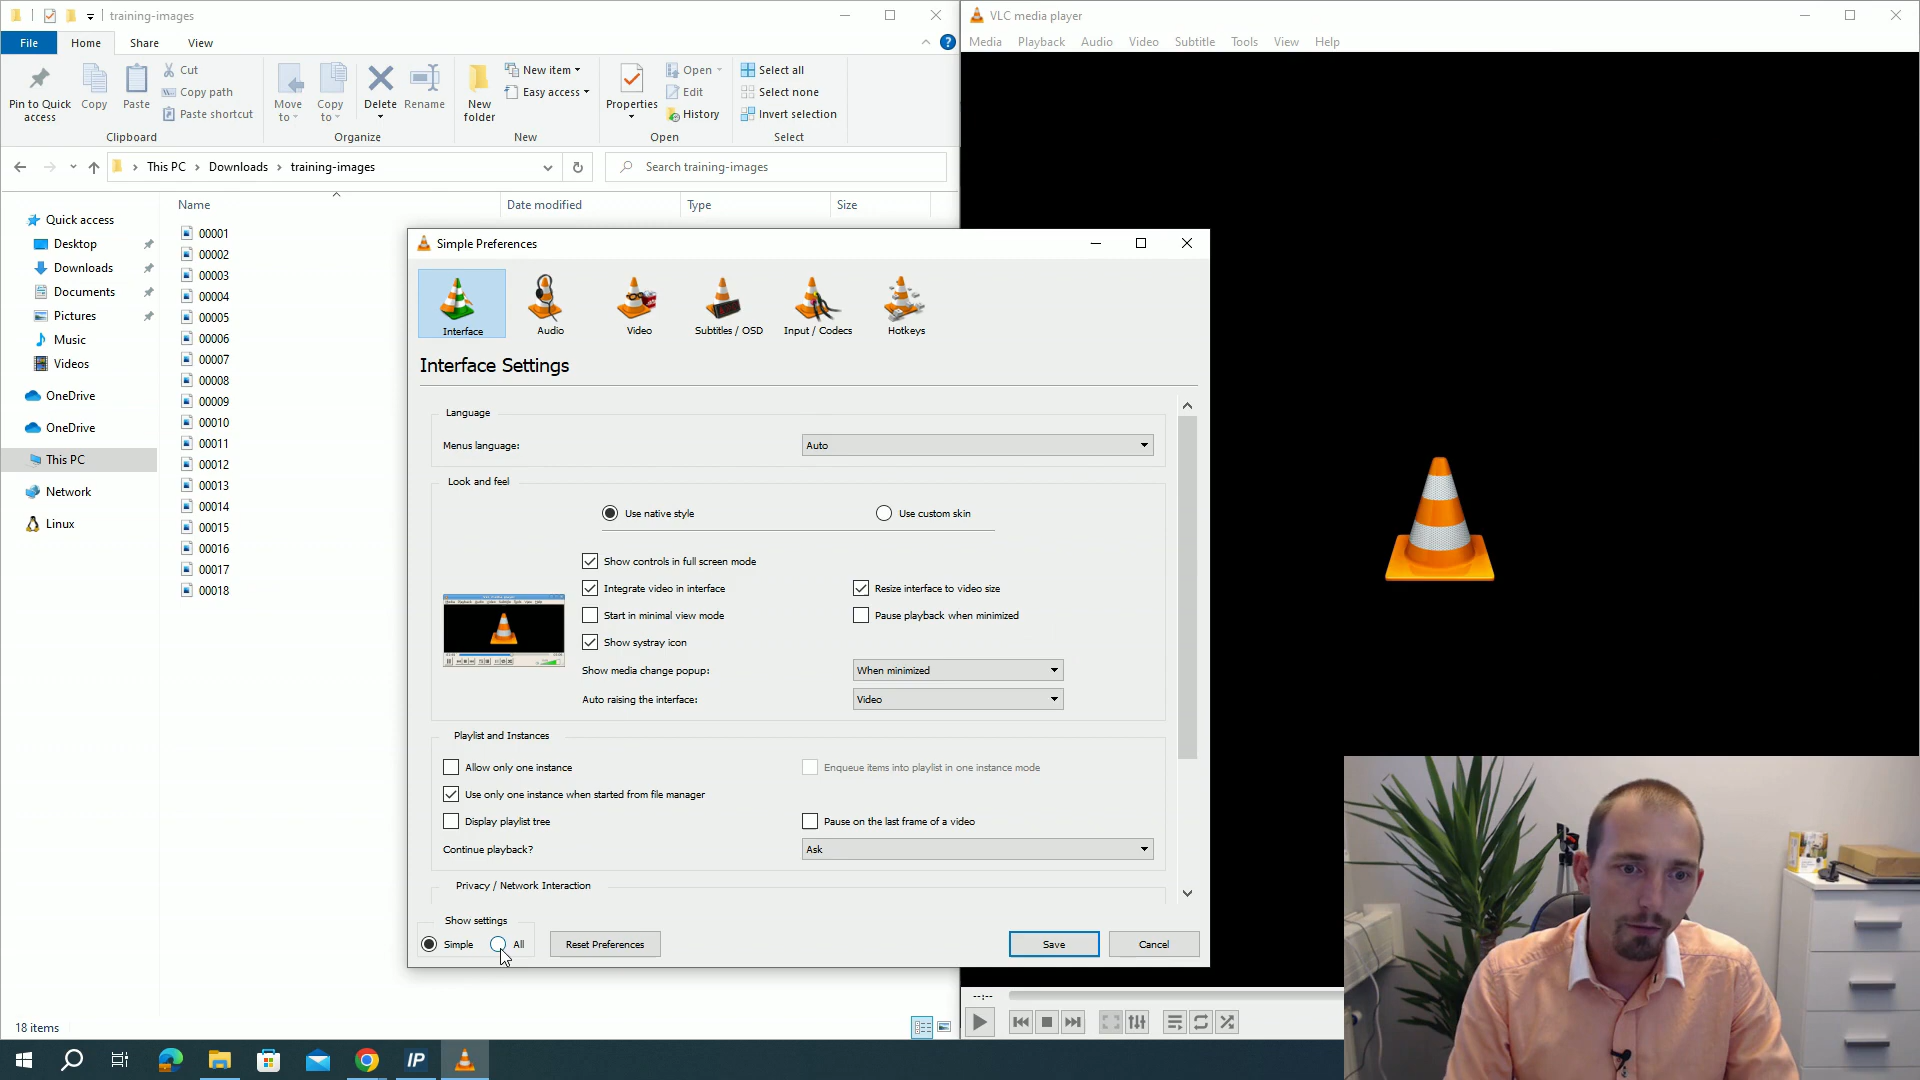 training-images
File
Home
Share
View
Pin to Quick access
Copy
Paste
Cut
Copy path
Paste shortcut
Clipboard
Move to
Copy to
Delete
Rename
Organize
New folder
New item
Easy access
New
Properties
Open
Edit
History
Open
Select all
Select none
Invert selection
Select
This PC
Downloads
training-images
Search training-images
Name
Date modified
Type
Size
Quick access
Desktop
Downloads
Documents
Pictures
Music
Videos
OneDrive
OneDrive
This PC
Network
Linux
00001
00002
00003
00004
00005
00006
00007
00008
00009
00010
00011
00012
00013
00014
00015
00016
00017
00018
18 items
VLC media player
Media
Playback
Audio
Video
Subtitle
Tools
View
Help
--:--
Simple Preferences
Interface
Audio
Video
Subtitles / OSD
Input / Codecs
Hotkeys
Interface Settings
Language
Menus language:
Auto
Look and feel
Use native style
Use custom skin
Show controls in full screen mode
Integrate video in interface
Resize interface to video size
Start in minimal view mode
Pause playback when minimized
Show systray icon
Show media change popup:
When minimized
Auto raising the interface:
Video
Playlist and Instances
Allow only one instance
Enqueue items into playlist in one instance mode
Use only one instance when started from file manager
Display playlist tree
Pause on the last frame of a video
Continue playback?
Ask
Privacy / Network Interaction
Show settings
Simple
All
Reset Preferences
Save
Cancel
IP